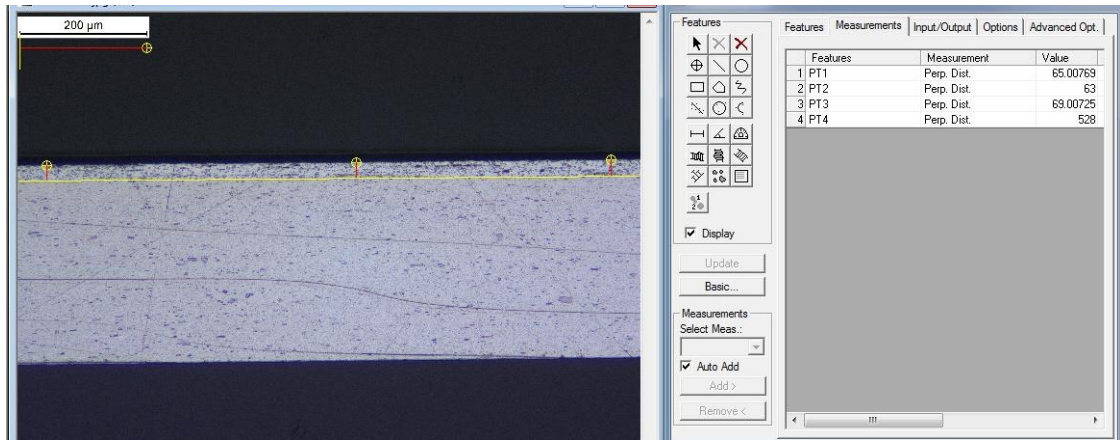 200 µm
Features
Display
Update
Basic...
Measurements
Select Meas.:
Auto Add
Add >
Remove <
Features Measurements Input/Output Options Advanced Opt.
Features Measurement Value
1 PT1 Perp. Dist. 65.00769
2 PT2 Perp. Dist. 63
3 PT3 Perp. Dist. 69.00725
4 PT4 Perp. Dist. 528